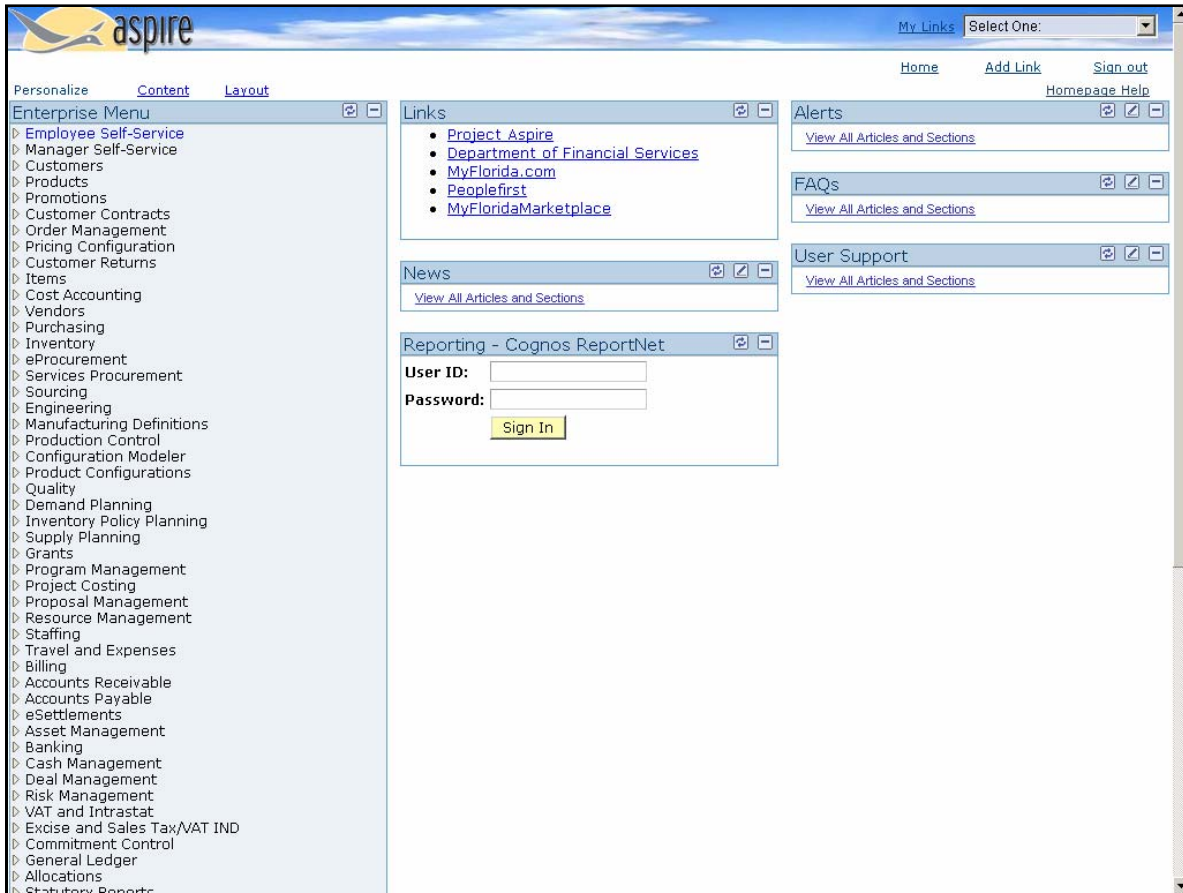 aspire
My Links Select One:
Home Add Link Sign out
Personalize Content Layout Homepage Help
Enterprise Menu
Employee Self-Service
Manager Self-Service
Customers
Products
Promotions
Customer Contracts
Order Management
Pricing Configuration
Customer Returns
Items
Cost Accounting
Vendors
Purchasing
Inventory
eProcurement
Services Procurement
Sourcing
Engineering
Manufacturing Definitions
Production Control
Configuration Modeler
Product Configurations
Quality
Demand Planning
Inventory Policy Planning
Supply Planning
Grants
Program Management
Project Costing
Proposal Management
Resource Management
Staffing
Travel and Expenses
Billing
Accounts Receivable
Accounts Payable
eSettlements
Asset Management
Banking
Cash Management
Deal Management
Risk Management
VAT and Intrastat
Excise and Sales Tax/VAT IND
Commitment Control
General Ledger
Allocations
Statutory Reports
Links
Project Aspire
Department of Financial Services
MyFlorida.com
Peoplefirst
MyFloridaMarketplace
News
View All Articles and Sections
Reporting - Cognos ReportNet
User ID:
Password:
Sign In
Alerts
View All Articles and Sections
FAQs
View All Articles and Sections
User Support
View All Articles and Sections